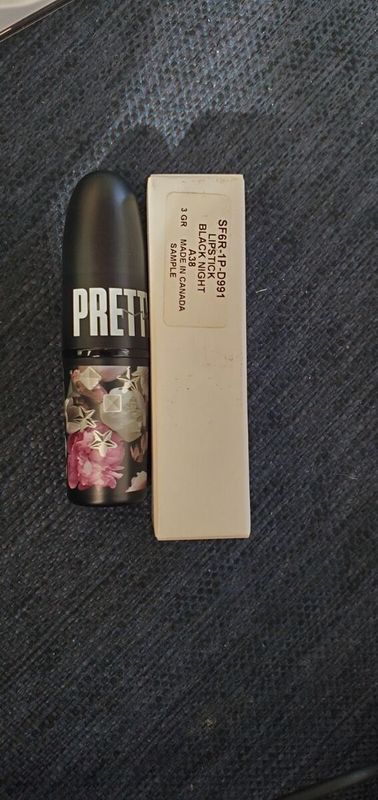 PRETT
SF6R-1P-D991
LIPSTICK
BLACK NIGHT
A38
3 GR MADE IN CANADA
SAMPLE